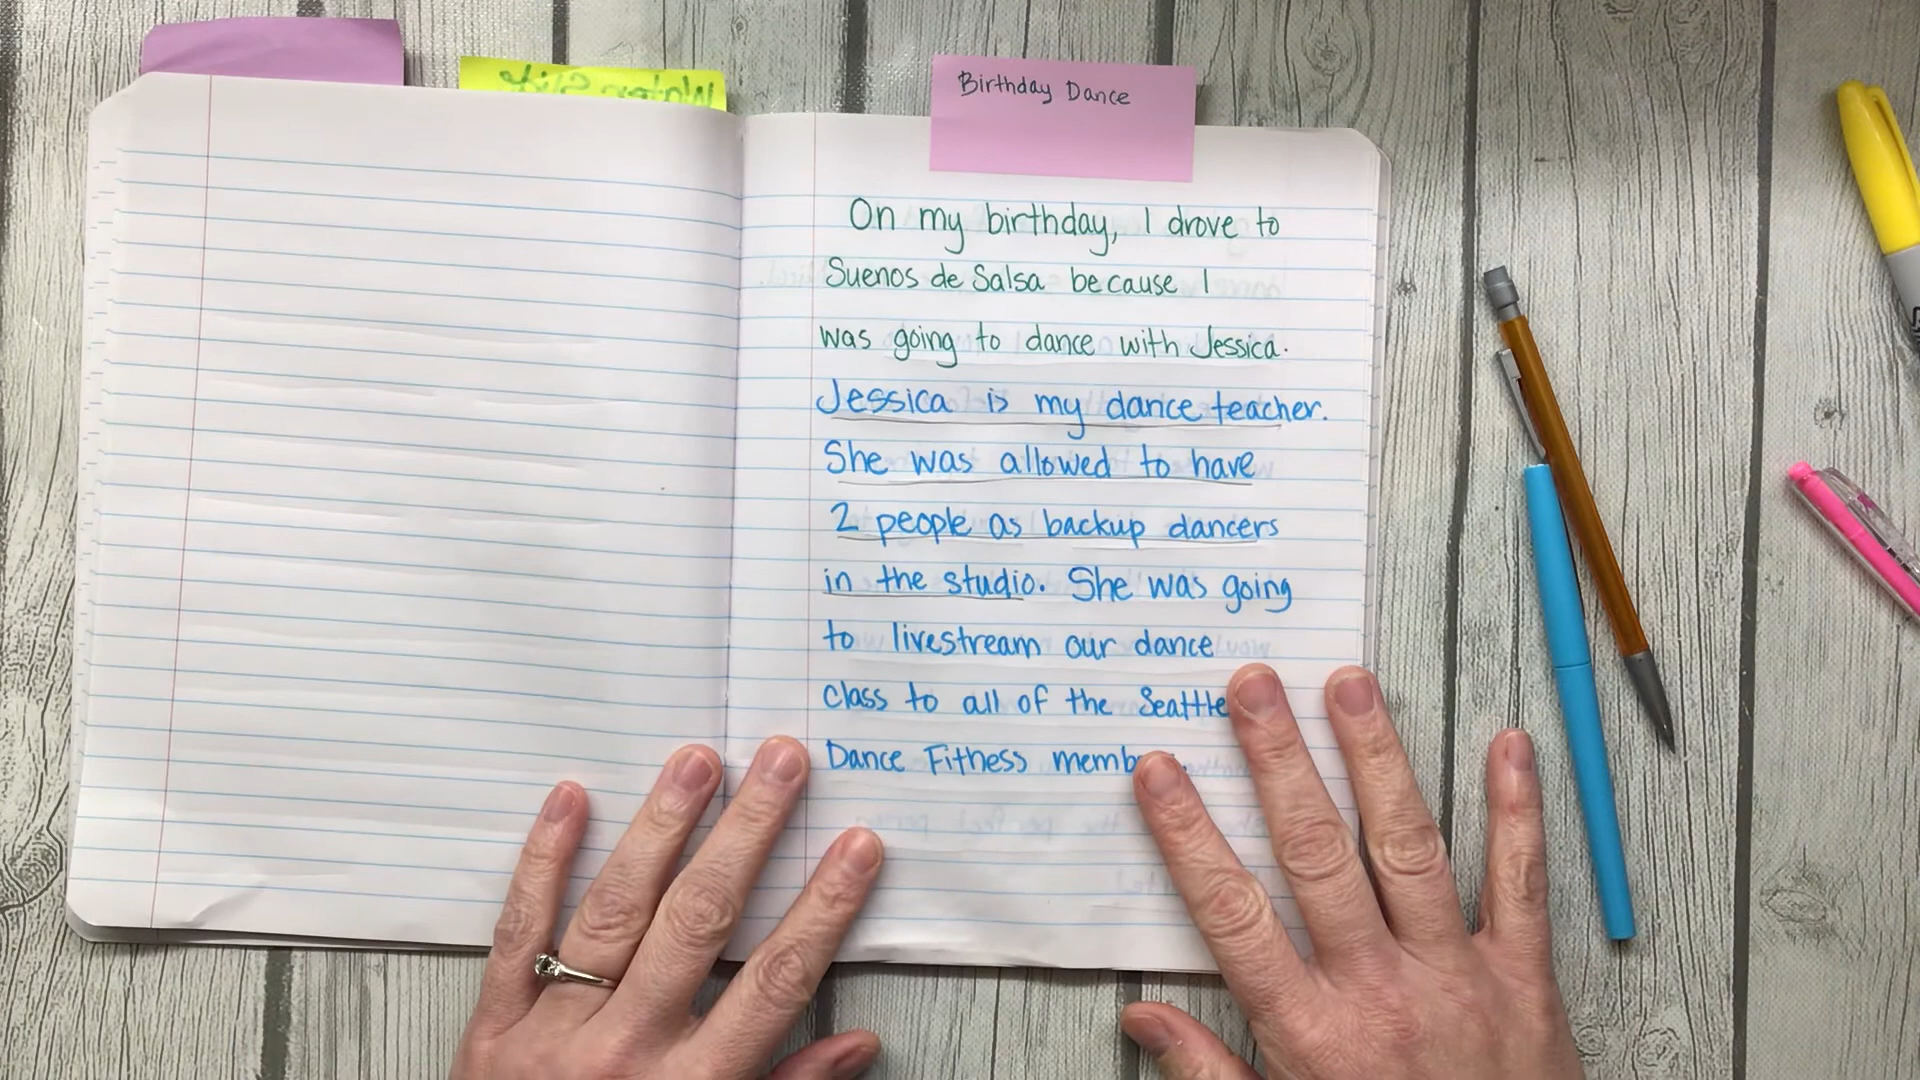 Birthday Dance
On my birthday, I drove to
Suenos de Salsa because I
was going to dance with Jessica.
Jessica is my dance teacher.
She was allowed to have
2 people as backup dancers
in the studio. She was going
to livestream our dance
class to all of the Seattle
Dance Fitness